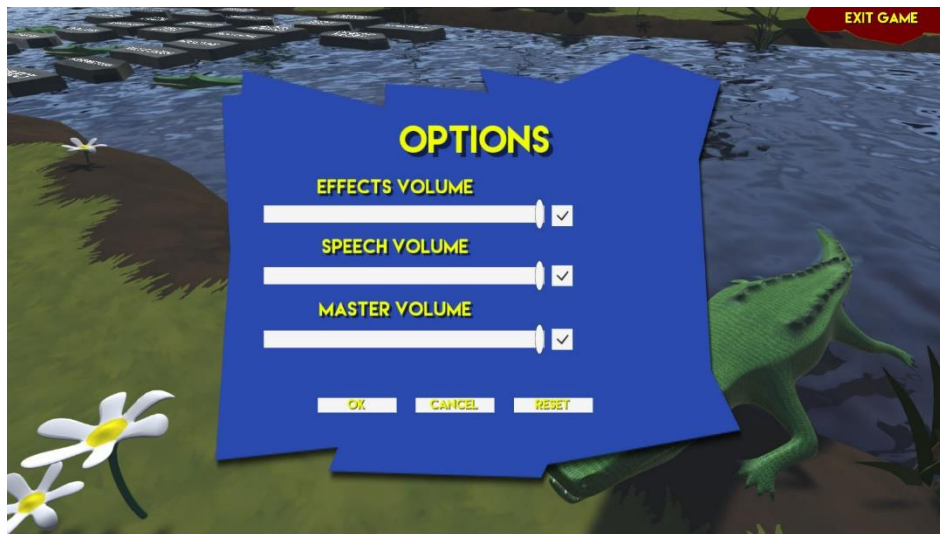 EXIT GAME
OPTIONS
EFFECTS VOLUME
SPEECH VOLUME
MASTER VOLUME
OK CANCEL RESET